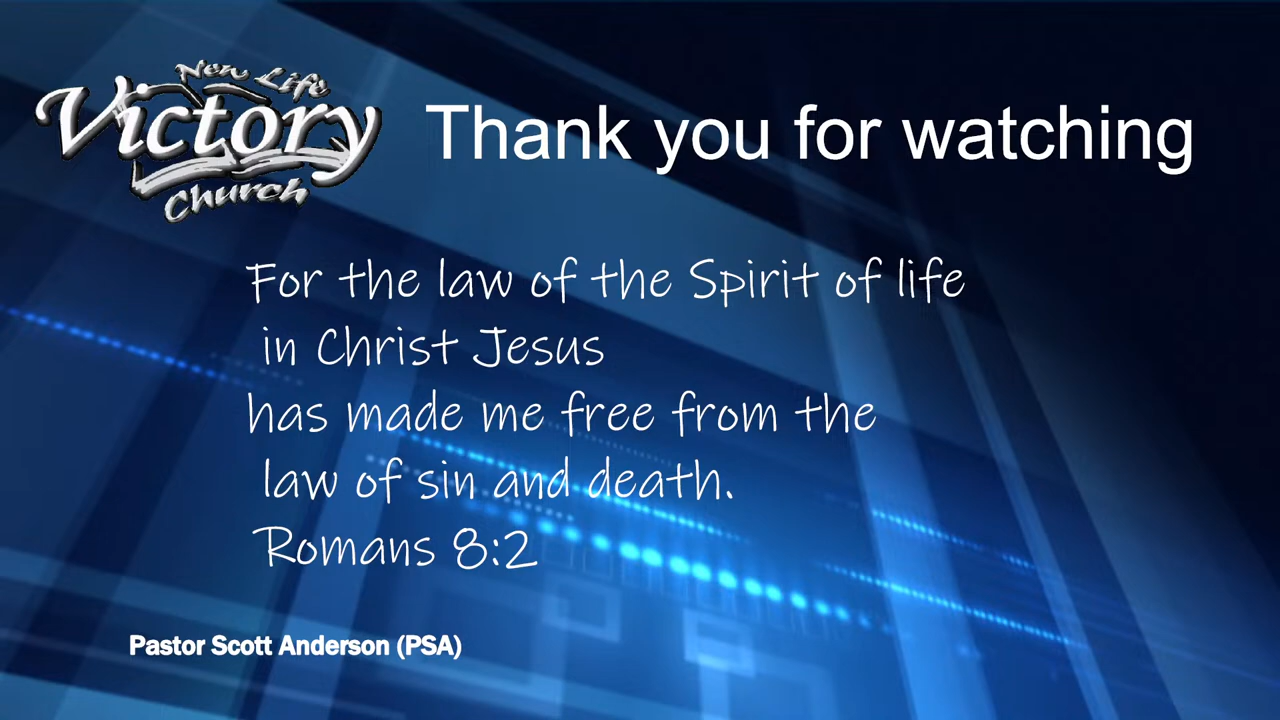 New Life
Victory
Church
Thank you for watching
For the law of the Spirit of life
in Christ Jesus
has made me free from the
law of sin and death.
Romans 8:2
Pastor Scott Anderson (PSA)